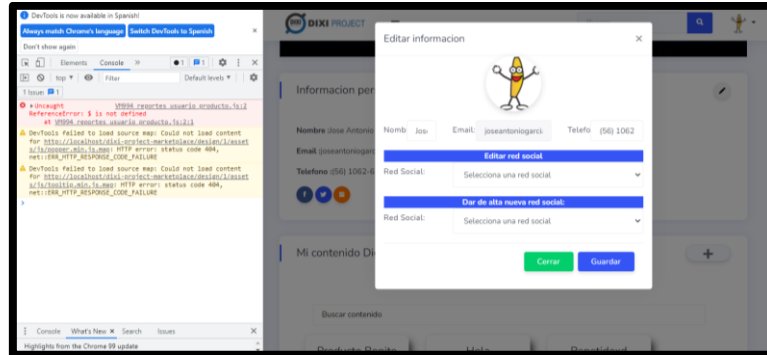 DevTools is now available in Spanish!
Always match Chrome's language Switch DevTools to Spanish
Don't show again
Elements Console
1 1
top Filter Default levels
1 Issue: 1
Uncaught VM094 reportes_usuario_producto.js:2
ReferenceError: $ is not defined
at VM094 reportes_usuario_producto.js:2:1
DevTools failed to load source map: Could not load content
for http://localhost/dixi-project-marketplace/design/1/asset
s/js/popper.min.js.map: HTTP error: status code 404,
net::ERR_HTTP_RESPONSE_CODE_FAILURE
DevTools failed to load source map: Could not load content
for http://localhost/dixi-project-marketplace/design/1/asset
s/js/tooltip.js.map: HTTP error: status code 404,
net::ERR_HTTP_RESPONSE_CODE_FAILURE
Console What's New Search Issues
Highlights from the Chrome 99 update
DIXI PROJECT
Informacion per
Nombre Jose Antonio
Email :joseantoniogarc
Telefono :(56) 1062-6
Mi contenido Di
Buscar contenido
Producto Bonito
Hola
Editar informacion
Nomb José
Email: joseantoniogarcí
Telefo (56) 1062
Editar red social
Red Social: Selecciona una red social
Dar de alta nueva red social:
Red Social: Selecciona una red social
Cerrar Guardar